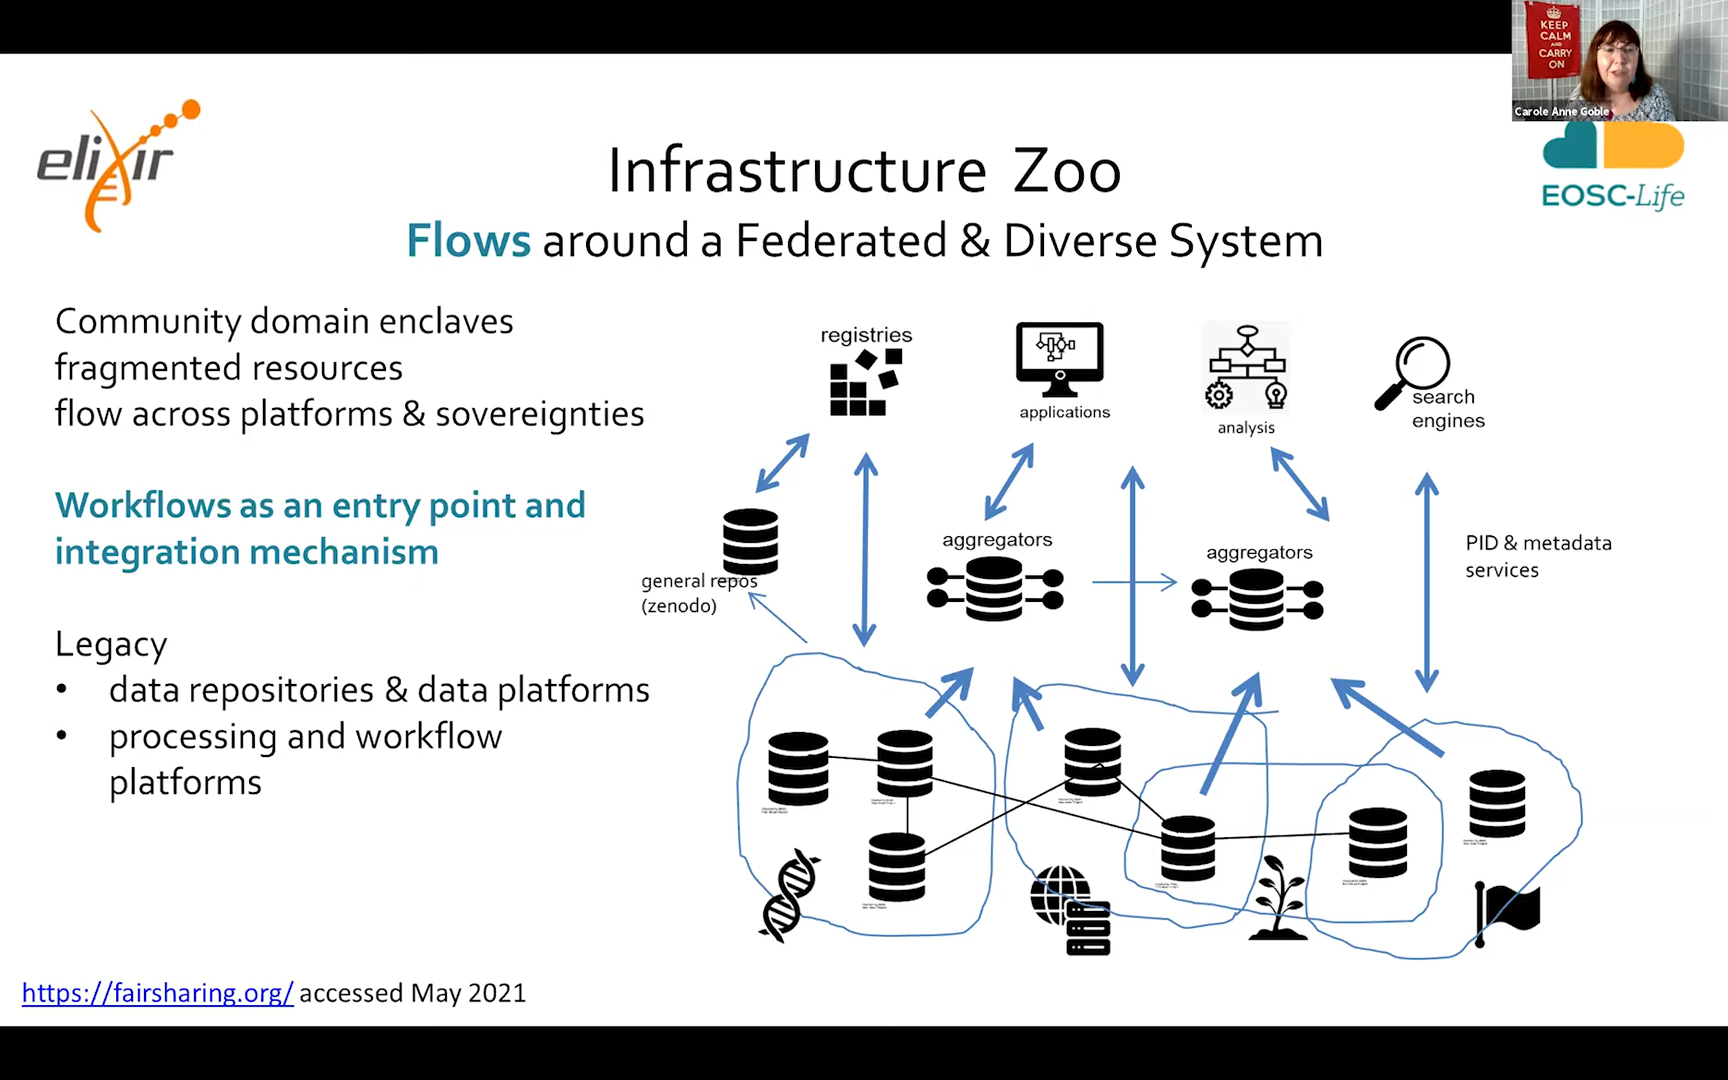 KEEP
CALM
AND
CARRY
ON
Carole Anne Goble
elixir
EOSC-Life
Infrastructure Zoo
Flows around a Federated & Diverse System
Community domain enclaves
fragmented resources
flow across platforms & sovereignties
Workflows as an entry point and
integration mechanism
Legacy
• data repositories & data platforms
• processing and workflow
platforms
https://fairsharing.org/ accessed May 2021
registries
applications
analysis
search
engines
general repos
(zenodo)
aggregators
aggregators
PID & metadata
services